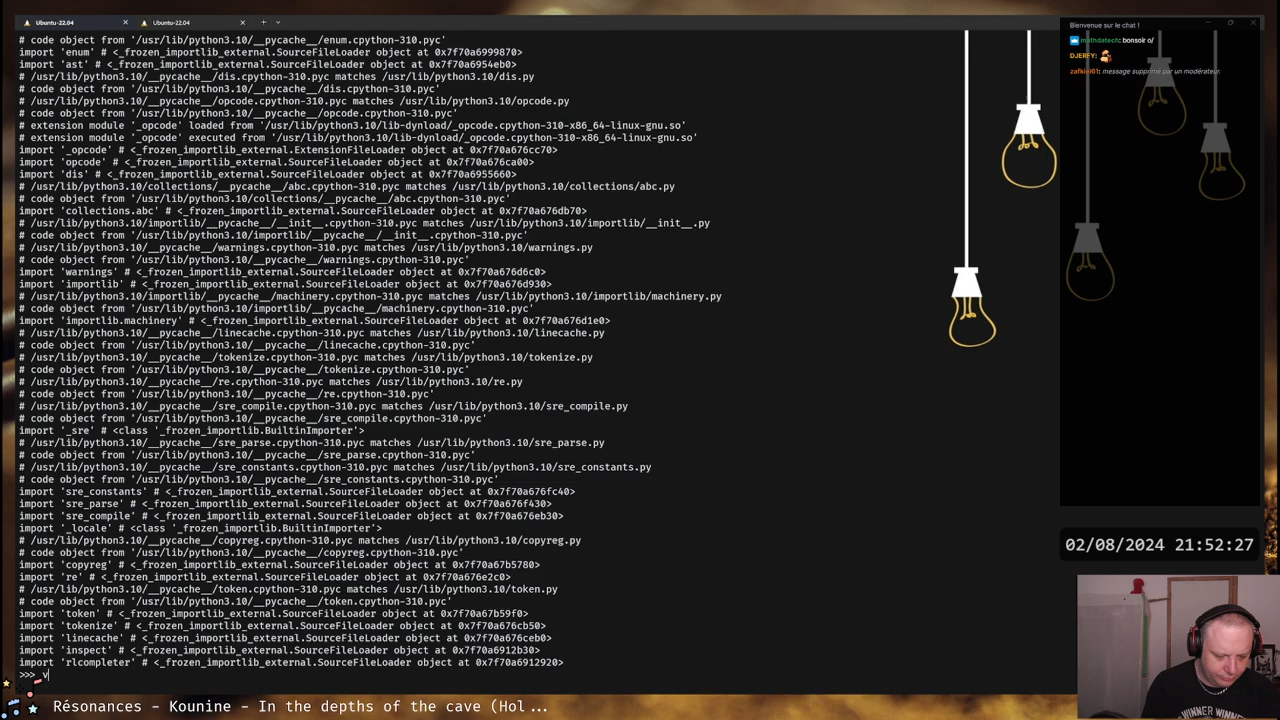 Ubuntu-22.04
Ubuntu-22.04
# code object from '/usr/lib/python3.10/__pycache__/enum.cpython-310.pyc'
import 'enum' # <_frozen_importlib_external.SourceFileLoader object at 0x7f70a6999870>
import 'ast' # <_frozen_importlib_external.SourceFileLoader object at 0x7f70a6954eb0>
# /usr/lib/python3.10/__pycache__/dis.cpython-310.pyc matches /usr/lib/python3.10/dis.py
# code object from '/usr/lib/python3.10/__pycache__/dis.cpython-310.pyc'
# /usr/lib/python3.10/__pycache__/opcode.cpython-310.pyc matches /usr/lib/python3.10/opcode.py
# code object from '/usr/lib/python3.10/__pycache__/opcode.cpython-310.pyc'
# extension module '_opcode' loaded from '/usr/lib/python3.10/lib-dynload/_opcode.cpython-310-x86_64-linux-gnu.so'
# extension module '_opcode' executed from '/usr/lib/python3.10/lib-dynload/_opcode.cpython-310-x86_64-linux-gnu.so'
import '_opcode' # <_frozen_importlib_external.ExtensionFileLoader object at 0x7f70a676cc70>
import 'opcode' # <_frozen_importlib_external.SourceFileLoader object at 0x7f70a676ca00>
import 'dis' # <_frozen_importlib_external.SourceFileLoader object at 0x7f70a6955660>
# /usr/lib/python3.10/collections/__pycache__/abc.cpython-310.pyc matches /usr/lib/python3.10/collections/abc.py
# code object from '/usr/lib/python3.10/collections/__pycache__/abc.cpython-310.pyc'
import 'collections.abc' # <_frozen_importlib_external.SourceFileLoader object at 0x7f70a676db70>
# /usr/lib/python3.10/importlib/__pycache__/__init__.cpython-310.pyc matches /usr/lib/python3.10/importlib/__init__.py
# code object from '/usr/lib/python3.10/importlib/__pycache__/__init__.cpython-310.pyc'
# /usr/lib/python3.10/__pycache__/warnings.cpython-310.pyc matches /usr/lib/python3.10/warnings.py
# code object from '/usr/lib/python3.10/__pycache__/warnings.cpython-310.pyc'
import 'warnings' # <_frozen_importlib_external.SourceFileLoader object at 0x7f70a676d6c0>
import 'importlib' # <_frozen_importlib_external.SourceFileLoader object at 0x7f70a676d930>
# /usr/lib/python3.10/importlib/__pycache__/machinery.cpython-310.pyc matches /usr/lib/python3.10/importlib/machinery.py
# code object from '/usr/lib/python3.10/importlib/__pycache__/machinery.cpython-310.pyc'
import 'importlib.machinery' # <_frozen_importlib_external.SourceFileLoader object at 0x7f70a676d1e0>
# /usr/lib/python3.10/__pycache__/linecache.cpython-310.pyc matches /usr/lib/python3.10/linecache.py
# code object from '/usr/lib/python3.10/__pycache__/linecache.cpython-310.pyc'
# /usr/lib/python3.10/__pycache__/tokenize.cpython-310.pyc matches /usr/lib/python3.10/tokenize.py
# code object from '/usr/lib/python3.10/__pycache__/tokenize.cpython-310.pyc'
# /usr/lib/python3.10/__pycache__/re.cpython-310.pyc matches /usr/lib/python3.10/re.py
# code object from '/usr/lib/python3.10/__pycache__/re.cpython-310.pyc'
# /usr/lib/python3.10/__pycache__/sre_compile.cpython-310.pyc matches /usr/lib/python3.10/sre_compile.py
# code object from '/usr/lib/python3.10/__pycache__/sre_compile.cpython-310.pyc'
import '_sre' # <class '_frozen_importlib.BuiltinImporter'>
# /usr/lib/python3.10/__pycache__/sre_parse.cpython-310.pyc matches /usr/lib/python3.10/sre_parse.py
# code object from '/usr/lib/python3.10/__pycache__/sre_parse.cpython-310.pyc'
# /usr/lib/python3.10/__pycache__/sre_constants.cpython-310.pyc matches /usr/lib/python3.10/sre_constants.py
# code object from '/usr/lib/python3.10/__pycache__/sre_constants.cpython-310.pyc'
import 'sre_constants' # <_frozen_importlib_external.SourceFileLoader object at 0x7f70a676fc40>
import 'sre_parse' # <_frozen_importlib_external.SourceFileLoader object at 0x7f70a676f430>
import 'sre_compile' # <_frozen_importlib_external.SourceFileLoader object at 0x7f70a676eb30>
import '_locale' # <class '_frozen_importlib.BuiltinImporter'>
# /usr/lib/python3.10/__pycache__/copyreg.cpython-310.pyc matches /usr/lib/python3.10/copyreg.py
# code object from '/usr/lib/python3.10/__pycache__/copyreg.cpython-310.pyc'
import 'copyreg' # <_frozen_importlib_external.SourceFileLoader object at 0x7f70a67b5780>
import 're' # <_frozen_importlib_external.SourceFileLoader object at 0x7f70a676e2c0>
# /usr/lib/python3.10/__pycache__/token.cpython-310.pyc matches /usr/lib/python3.10/token.py
# code object from '/usr/lib/python3.10/__pycache__/token.cpython-310.pyc'
import 'token' # <_frozen_importlib_external.SourceFileLoader object at 0x7f70a67b59f0>
import 'tokenize' # <_frozen_importlib_external.SourceFileLoader object at 0x7f70a676cb50>
import 'linecache' # <_frozen_importlib_external.SourceFileLoader object at 0x7f70a676ceb0>
import 'inspect' # <_frozen_importlib_external.SourceFileLoader object at 0x7f70a6912b30>
import 'rlcompleter' # <_frozen_importlib_external.SourceFileLoader object at 0x7f70a6912920>
>>> v
Bienvenue sur le chat !
mathdatech: bonsoir o/
DJERFY:
zafkiel61: message supprimé par un modérateur.
02/08/2024 21:52:27
WINNER WINNER
Résonances - Kounine - In the depths of the cave (Hol...